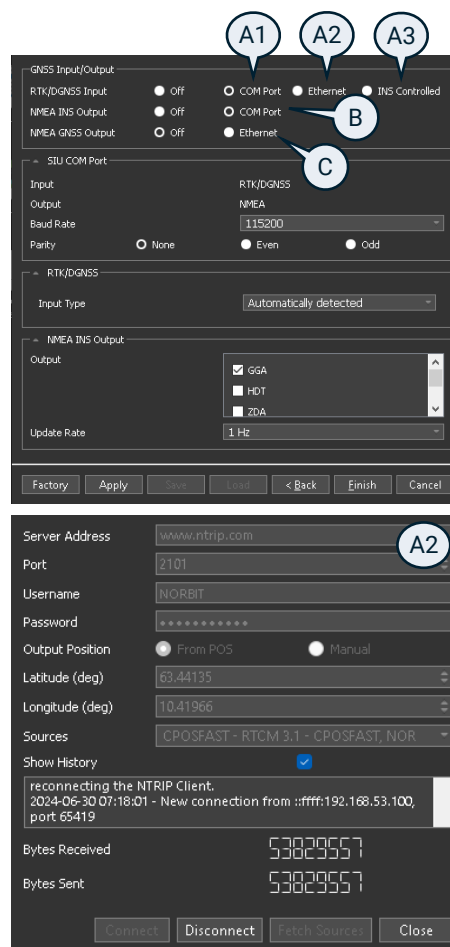 A1 A2 A3
GNSS Input/Output
RTK/DGNSS Input Off COM Port Ethernet INS Controlled
NMEA INS Output Off COM Port
B
NMEA GNSS Output Off Ethernet
C
SIU COM Port
Input RTK/DGNSS
Output NMEA
Baud Rate 115200
Parity None Even Odd
RTK/DGNSS
Input Type Automatically detected
NMEA INS Output
Output GGA
HDT
ZDA
Update Rate 1 Hz
Factory Apply Save Load < Back Finish Cancel
Server Address www.ntrip.com
A2
Port 2101
Username NORBIT
Password
Output Position From POS Manual
Latitude (deg) 63.44135
Longitude (deg) 10.41966
Sources CPOSFAST - RTCM 3.1 - CPOSFAST, NOR
Show History
reconnecting the NTRIP Client.
2024-06-30 07:18:01 - New connection from ::ffff:192.168.53.100,
port 65419
Bytes Received 53829557
Bytes Sent 53829557
Connect Disconnect Fetch Sources Close